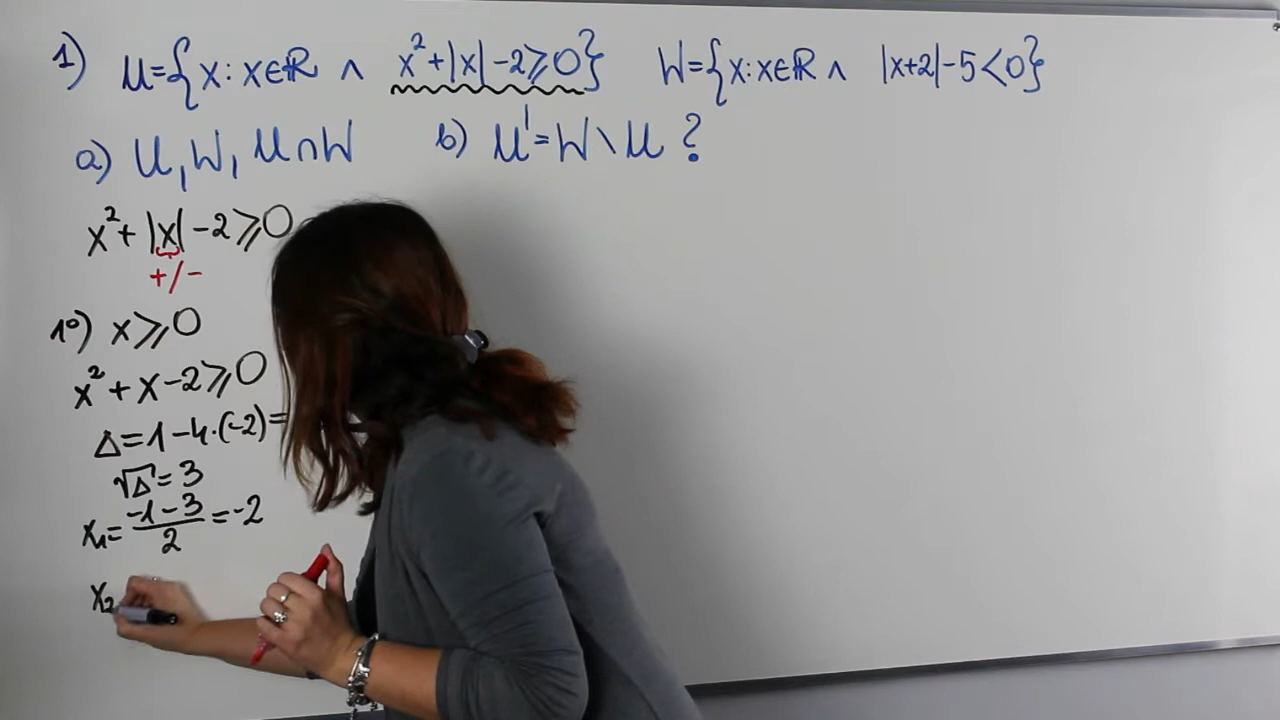 1) U={x: x∈ℝ ∧ x²+|x|-2⩾0} W={x: x∈ℝ ∧ |x+2|-5<0}
a) U, W, U∩W b) U'=W\U ?
x²+|x|-2⩾0
+/-
1°) x⩾0
x²+x-2⩾0
Δ=1-4·(-2)=
√Δ=3
x₁=\frac{-1-3}{2}=-2
x₂